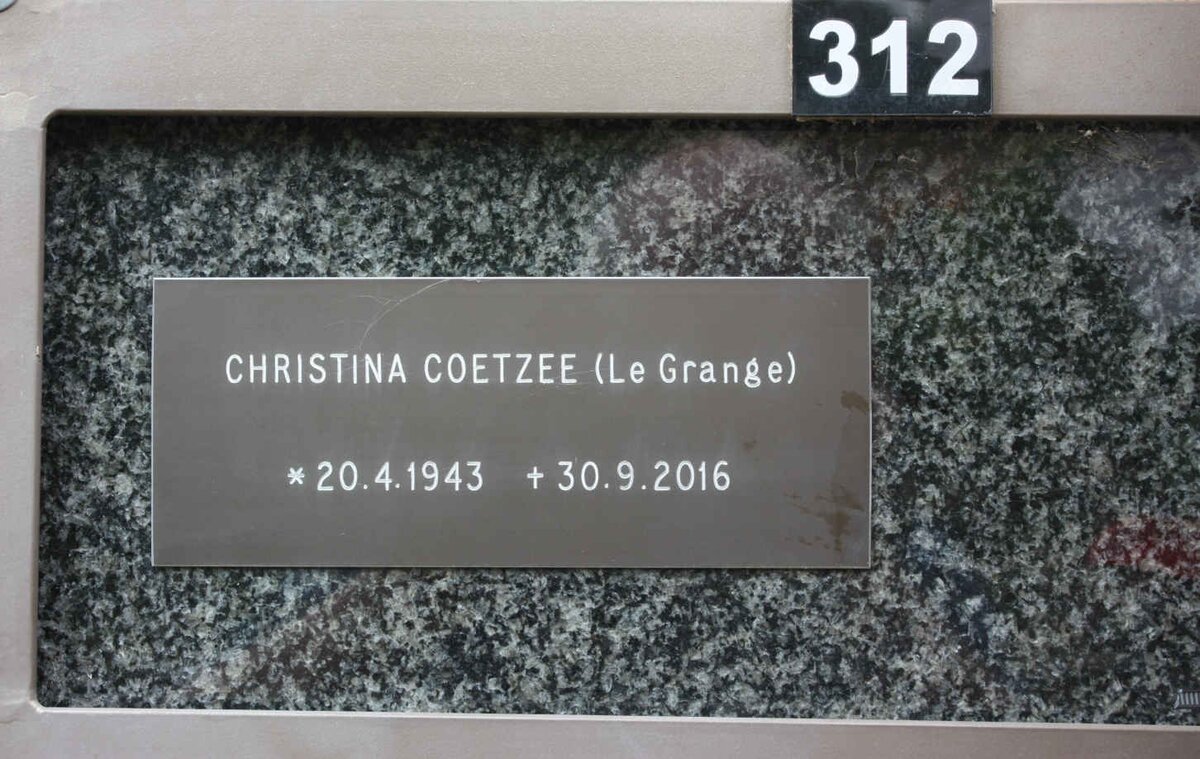 312
CHRISTINA COETZEE (Le Grange)
* 20.4.1943 + 30.9.2016